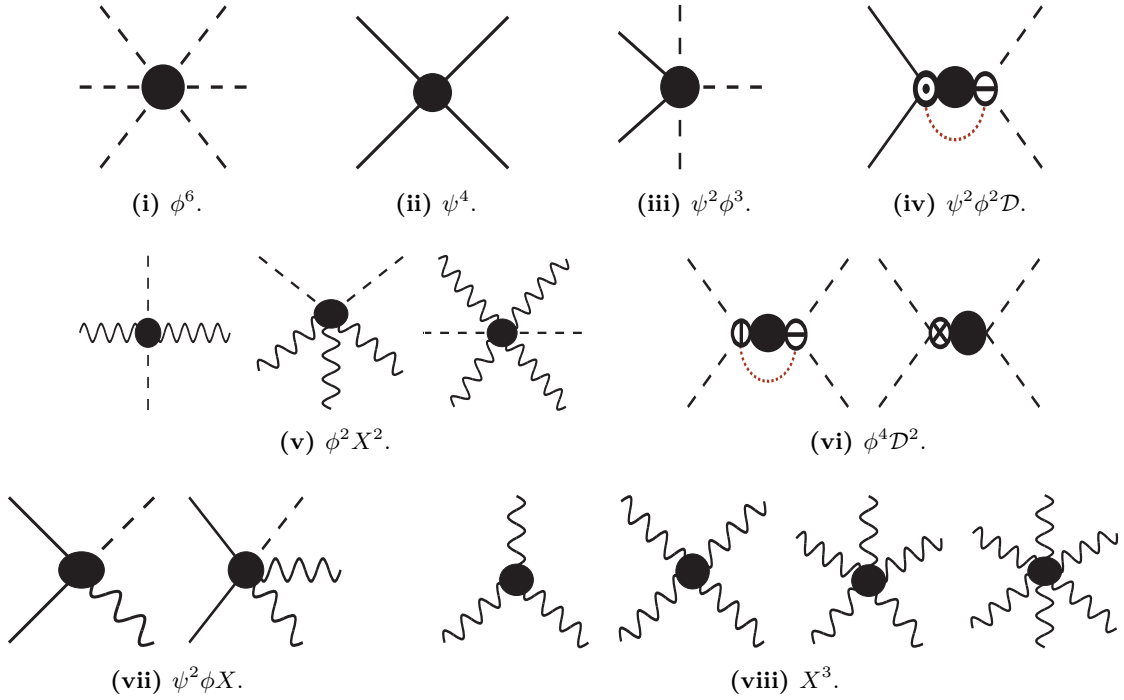 (i) ϕ⁶.
(ii) ψ⁴.
(iii) ψ²ϕ³.
(iv) ψ²ϕ²𝒟.
(v) ϕ²X².
(vi) ϕ⁴𝒟².
(vii) ψ²ϕX.
(viii) X³.